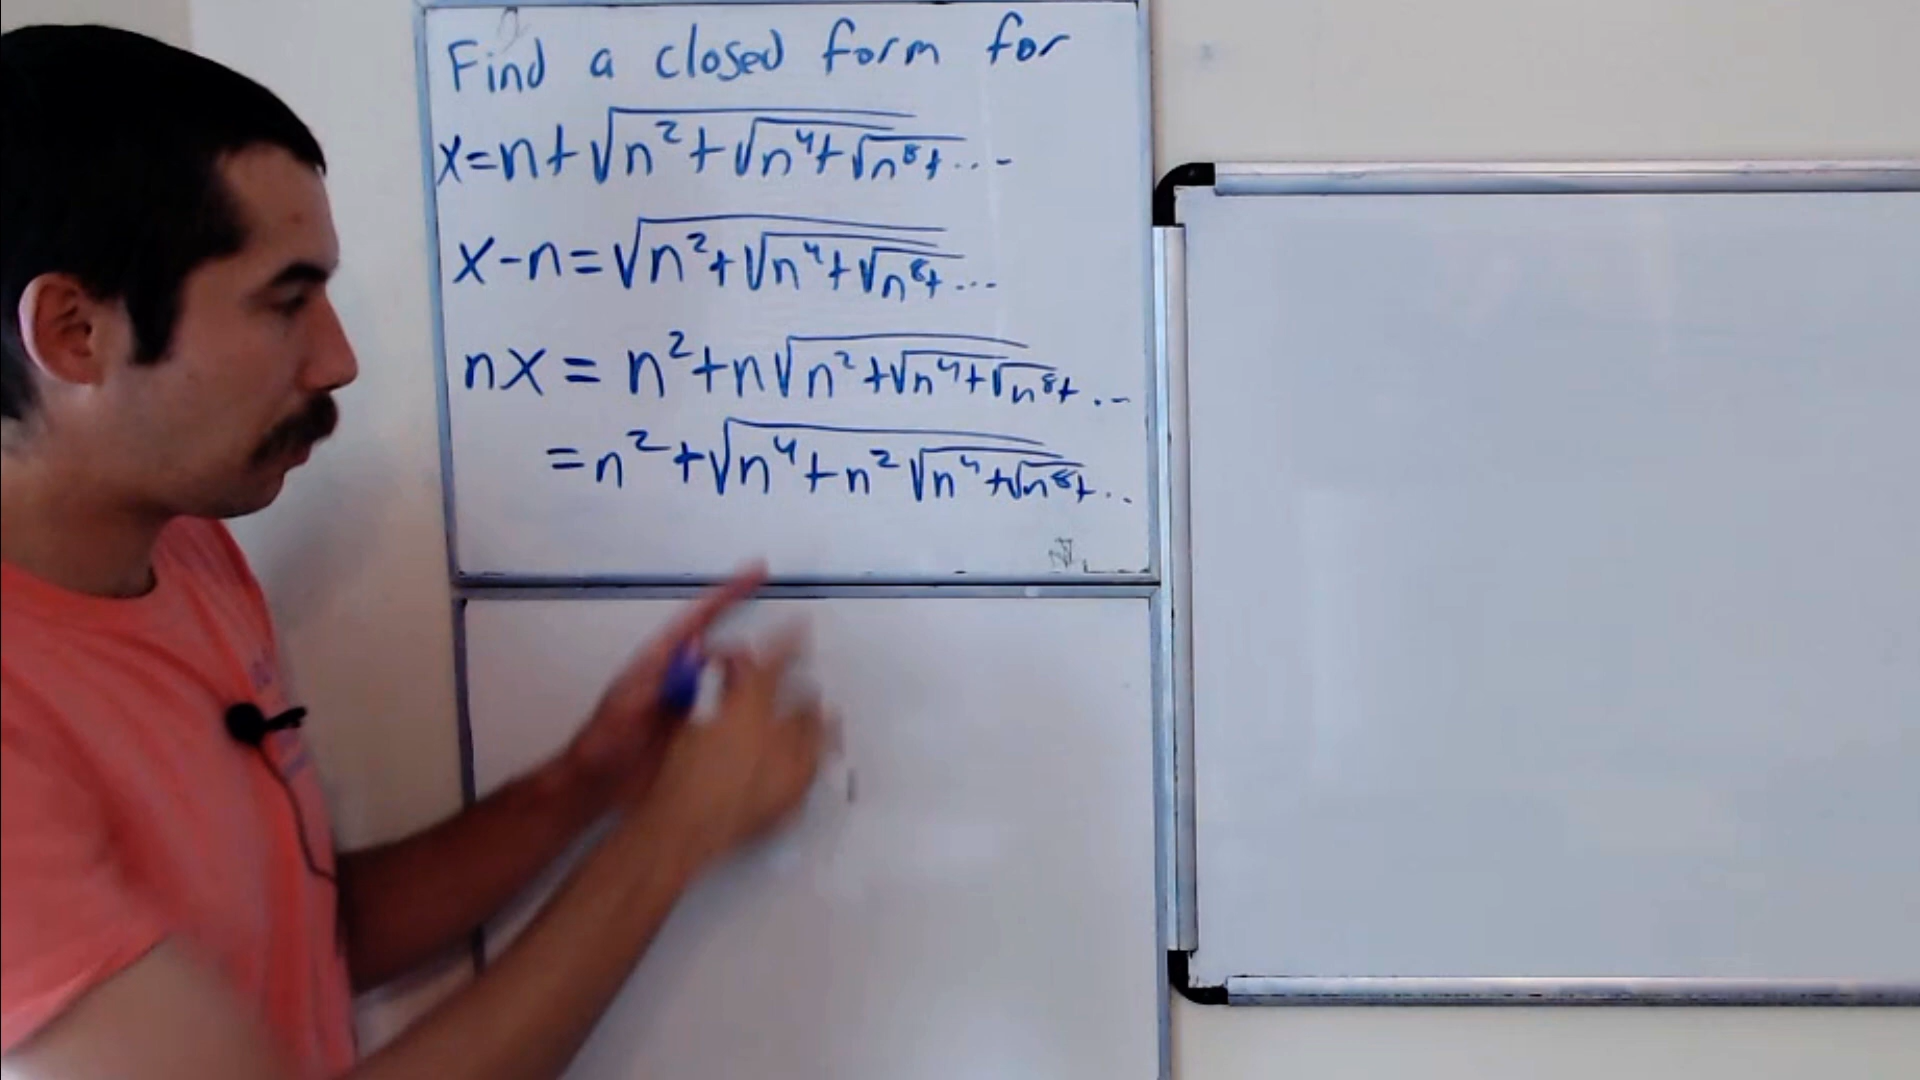 Find a closed form for
x=n+√(n²+√(n⁴+√(n⁸+...
x-n=√(n²+√(n⁴+√(n⁸+...
nx = n²+n√(n²+√(n⁴+√(n⁸+...
=n²+√(n⁴+n²√(n⁴+√(n⁸+..